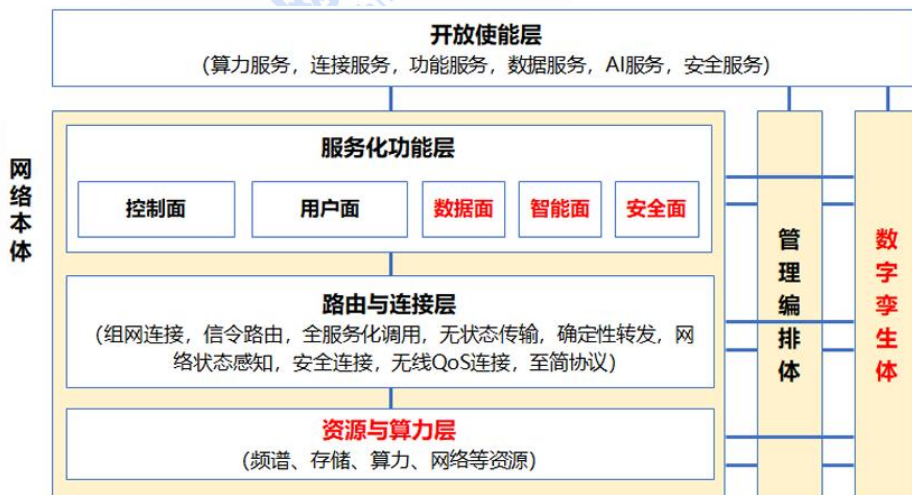 开放使能层
(算力服务，连接服务，功能服务，数据服务，AI服务，安全服务)
网络本体
服务化功能层
控制面
用户面
数据面
智能面
安全面
路由与连接层
(组网连接，信令路由，全服务化调用，无状态传输，确定性转发，网
络状态感知，安全连接，无线QoS连接，至简协议)
资源与算力层
(频谱、存储、算力、网络等资源)
管理编排体
数字孪生体